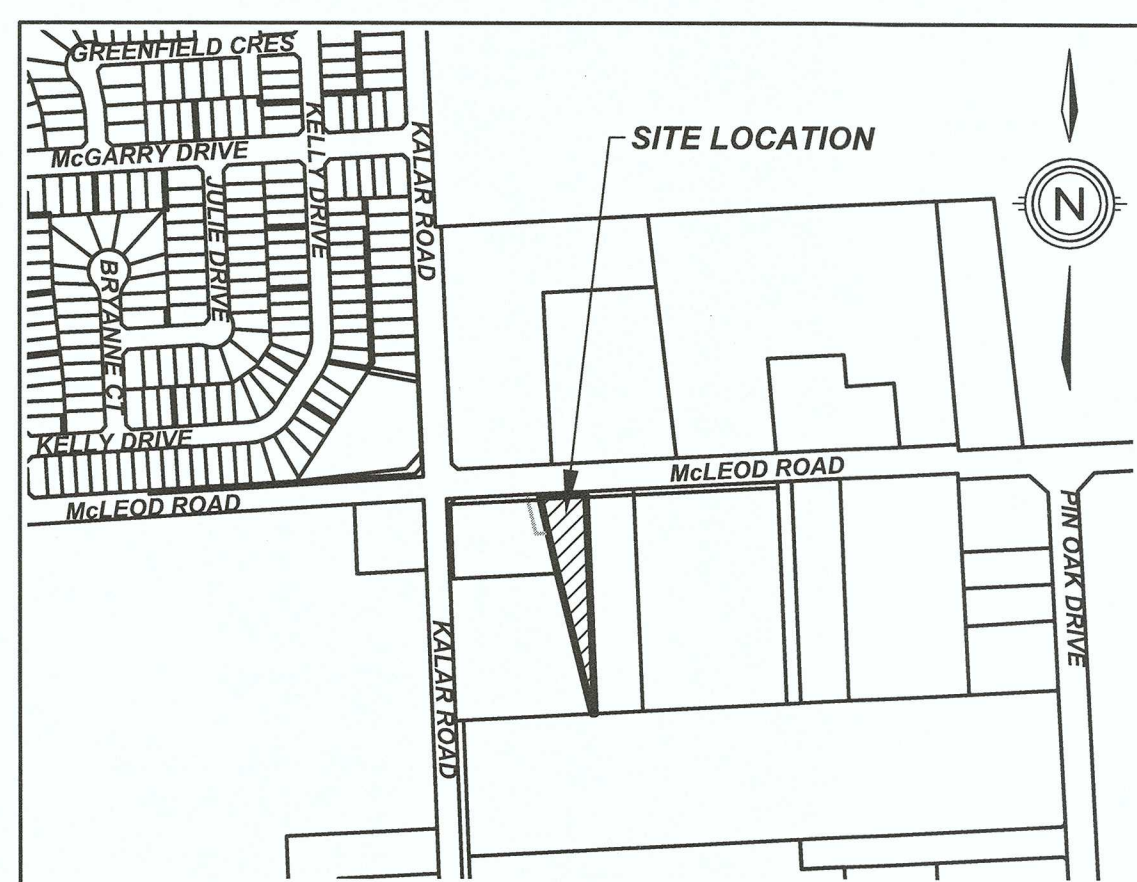 GREENFIELD CRES
SITE LOCATION
McGARRY DRIVE
KELLY DRIVE
KALAR ROAD
JULIE DRIVE
N
BRYANNE CT
KELLY DRIVE
McLEOD ROAD
McLEOD ROAD
PIN OAK DRIVE
KALAR ROAD